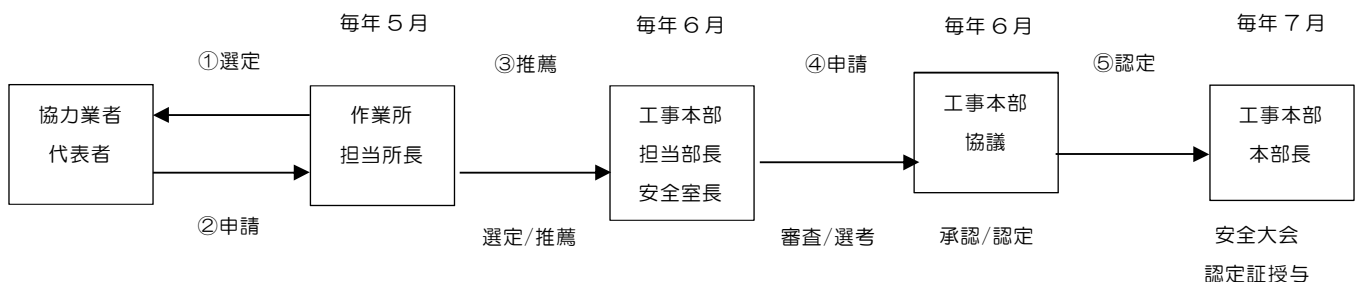 毎年５月
毎年６月
毎年６月
毎年７月
①選定
③推薦
④申請
⑤認定
協力業者
代表者
作業所
担当所長
工事本部
担当部長
安全室長
工事本部
協議
工事本部
本部長
②申請
選定/推薦
審査/選考
承認/認定
安全大会
認定証授与